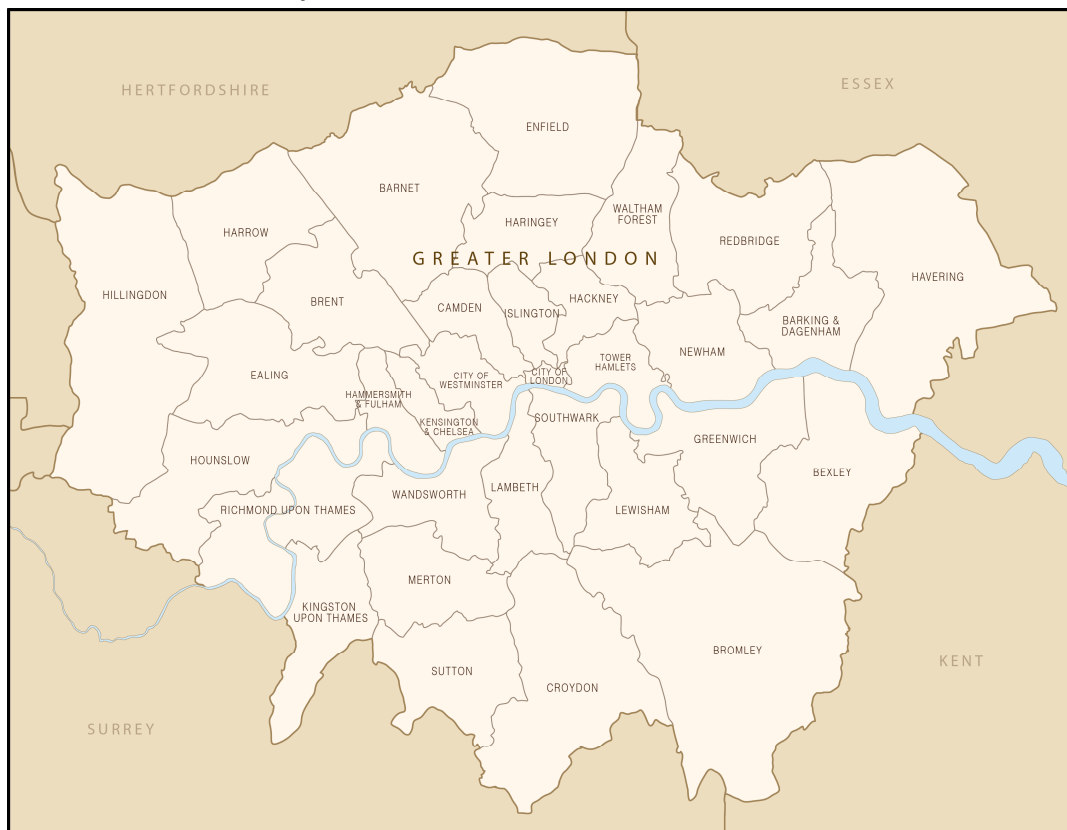 HERTFORDSHIRE
ESSEX
ENFIELD
BARNET
HARINGEY
WALTHAM
FOREST
HARROW
REDBRIDGE
GREATER LONDON
HAVERING
HILLINGDON
BRENT
CAMDEN
ISLINGTON
HACKNEY
BARKING &
DAGENHAM
NEWHAM
TOWER
HAMLETS
EALING
CITY OF
WESTMINSTER
CITY OF
LONDON
HAMMERSMITH
& FULHAM
KENSINGTON
& CHELSEA
SOUTHWARK
GREENWICH
HOUNSLOW
BEXLEY
WANDSWORTH
LAMBETH
RICHMOND UPON THAMES
LEWISHAM
MERTON
KINGSTON
UPON THAMES
BROMLEY
KENT
SUTTON
CROYDON
SURREY